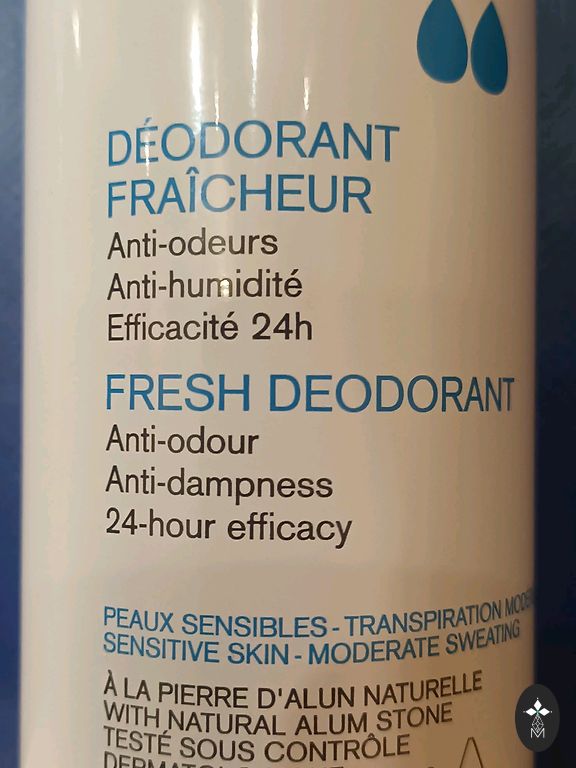 DÉODORANT
FRAÎCHEUR
Anti-odeurs
Anti-humidité
Efficacité 24h
FRESH DEODORANT
Anti-odour
Anti-dampness
24-hour efficacy
PEAUX SENSIBLES - TRANSPIRATION
SENSITIVE SKIN - MODERATE SWEATING
À LA PIERRE D'ALUN NATURELLE
WITH NATURAL ALUM STONE
TESTÉ SOUS CONTRÔLE